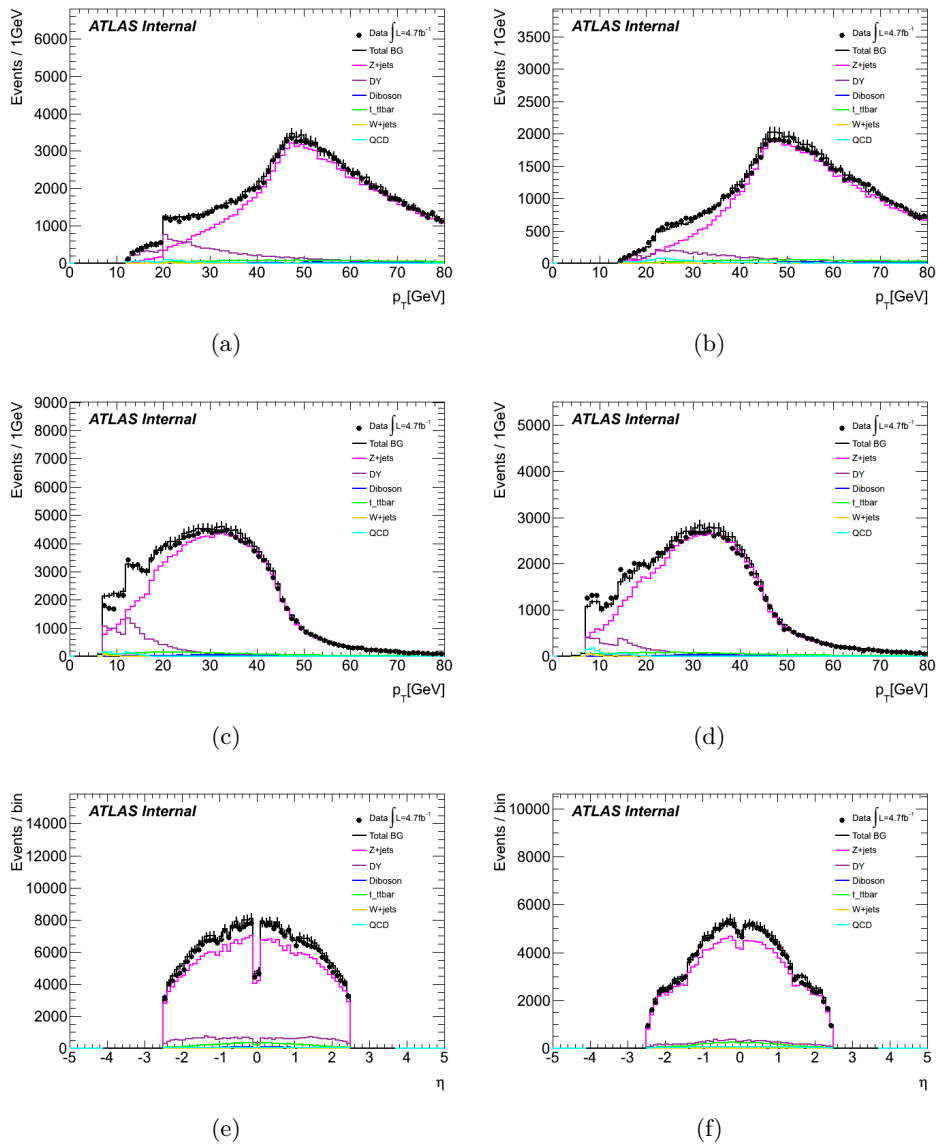 ATLAS Internal
Events / 1GeV
6000
5000
4000
3000
2000
1000
0
Data ∫ L=4.7fb⁻¹
Total BG
Z+jets
DY
Diboson
t_ttbar
W+jets
QCD
0 10 20 30 40 50 60 70 80
p_T[GeV]
(a)
ATLAS Internal
Events / 1GeV
3500
3000
2500
2000
1500
1000
500
0
Data ∫ L=4.7fb⁻¹
Total BG
Z+jets
DY
Diboson
t_ttbar
W+jets
QCD
0 10 20 30 40 50 60 70 80
p_T[GeV]
(b)
ATLAS Internal
Events / 1GeV
9000
8000
7000
6000
5000
4000
3000
2000
1000
0
Data ∫ L=4.7fb⁻¹
Total BG
Z+jets
DY
Diboson
t_ttbar
W+jets
QCD
0 10 20 30 40 50 60 70 80
p_T[GeV]
(c)
ATLAS Internal
Events / 1GeV
5000
4000
3000
2000
1000
0
Data ∫ L=4.7fb⁻¹
Total BG
Z+jets
DY
Diboson
t_ttbar
W+jets
QCD
0 10 20 30 40 50 60 70 80
p_T[GeV]
(d)
ATLAS Internal
Events / bin
14000
12000
10000
8000
6000
4000
2000
0
Data ∫ L=4.7fb⁻¹
Total BG
Z+jets
DY
Diboson
t_ttbar
W+jets
QCD
-5 -4 -3 -2 -1 0 1 2 3 4 5
η
(e)
ATLAS Internal
Events / bin
10000
8000
6000
4000
2000
0
Data ∫ L=4.7fb⁻¹
Total BG
Z+jets
DY
Diboson
t_ttbar
W+jets
QCD
-5 -4 -3 -2 -1 0 1 2 3 4 5
η
(f)